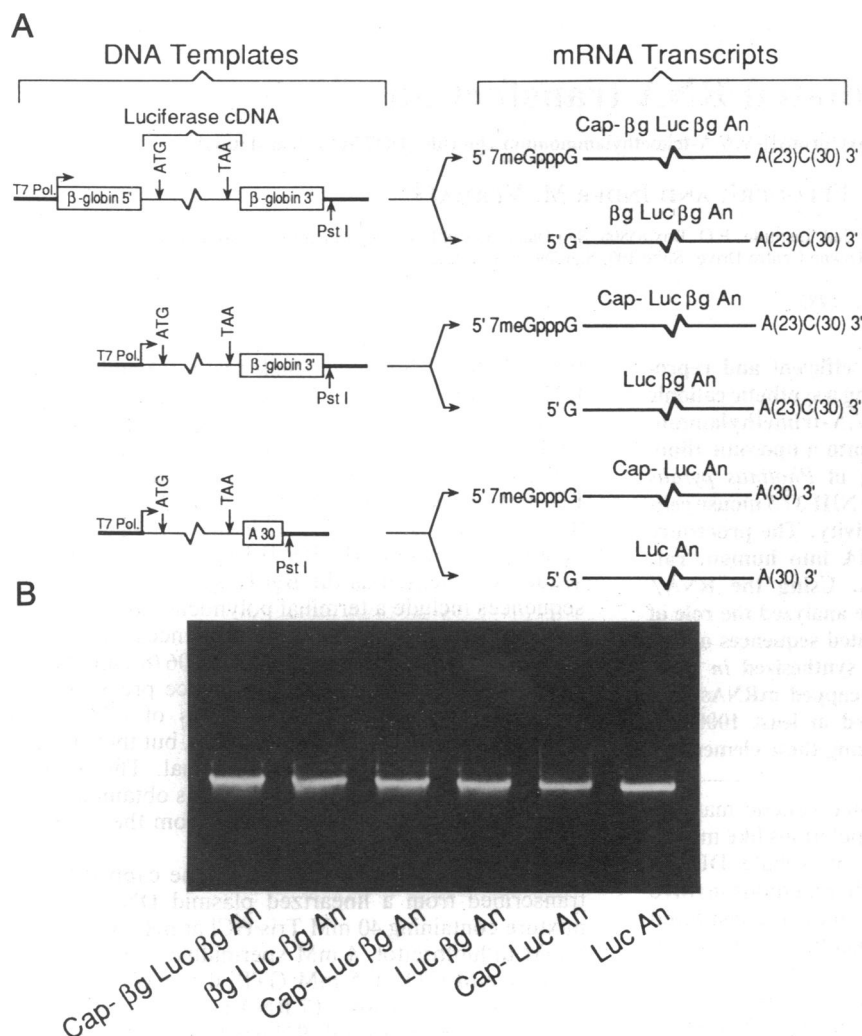 A
DNA Templates
mRNA Transcripts
Luciferase cDNA
ATG
TAA
T7 Pol.
β-globin 5'
β-globin 3'
Pst I
Cap- βg Luc βg An
5' 7meGpppG
A(23)C(30) 3'
βg Luc βg An
5' G
A(23)C(30) 3'
ATG
TAA
T7 Pol.
β-globin 3'
Pst I
Cap- Luc βg An
5' 7meGpppG
A(23)C(30) 3'
Luc βg An
5' G
A(23)C(30) 3'
ATG
TAA
T7 Pol.
A 30
Pst I
Cap- Luc An
5' 7meGpppG
A(30) 3'
Luc An
5' G
A(30) 3'
B
Cap- βg Luc βg An
βg Luc βg An
Cap- Luc βg An
Luc βg An
Cap- Luc An
Luc An